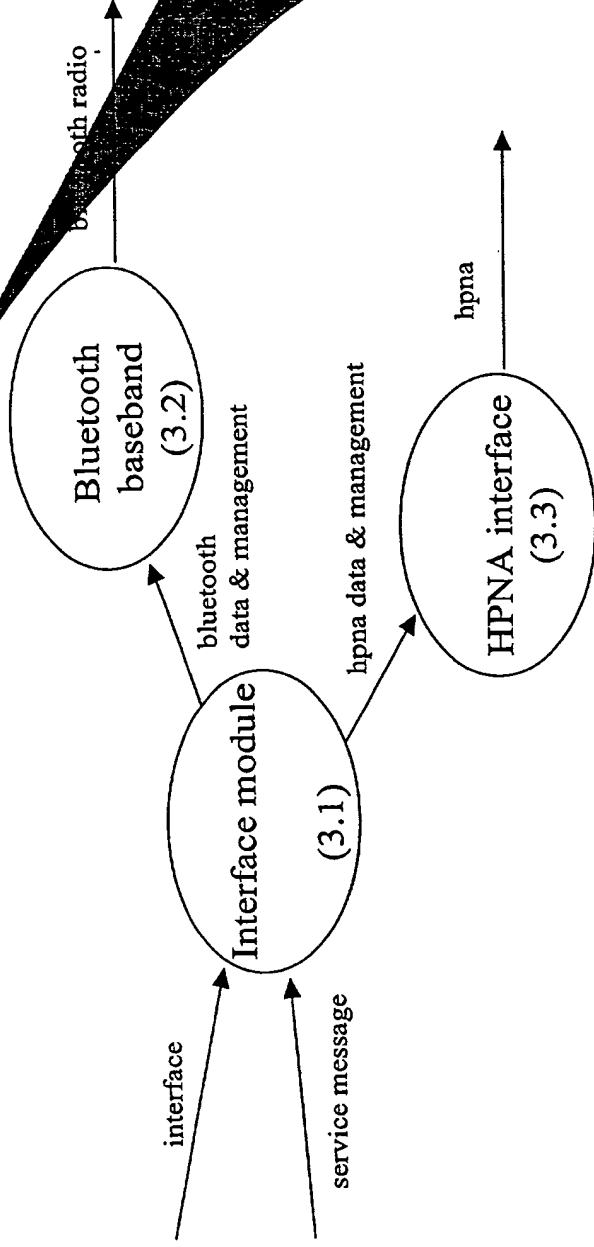 interface
service message
Interface module
(3.1)
bluetooth
data & management
hpna data & management
Bluetooth
baseband
(3.2)
HPNA interface
(3.3)
radio
hpna